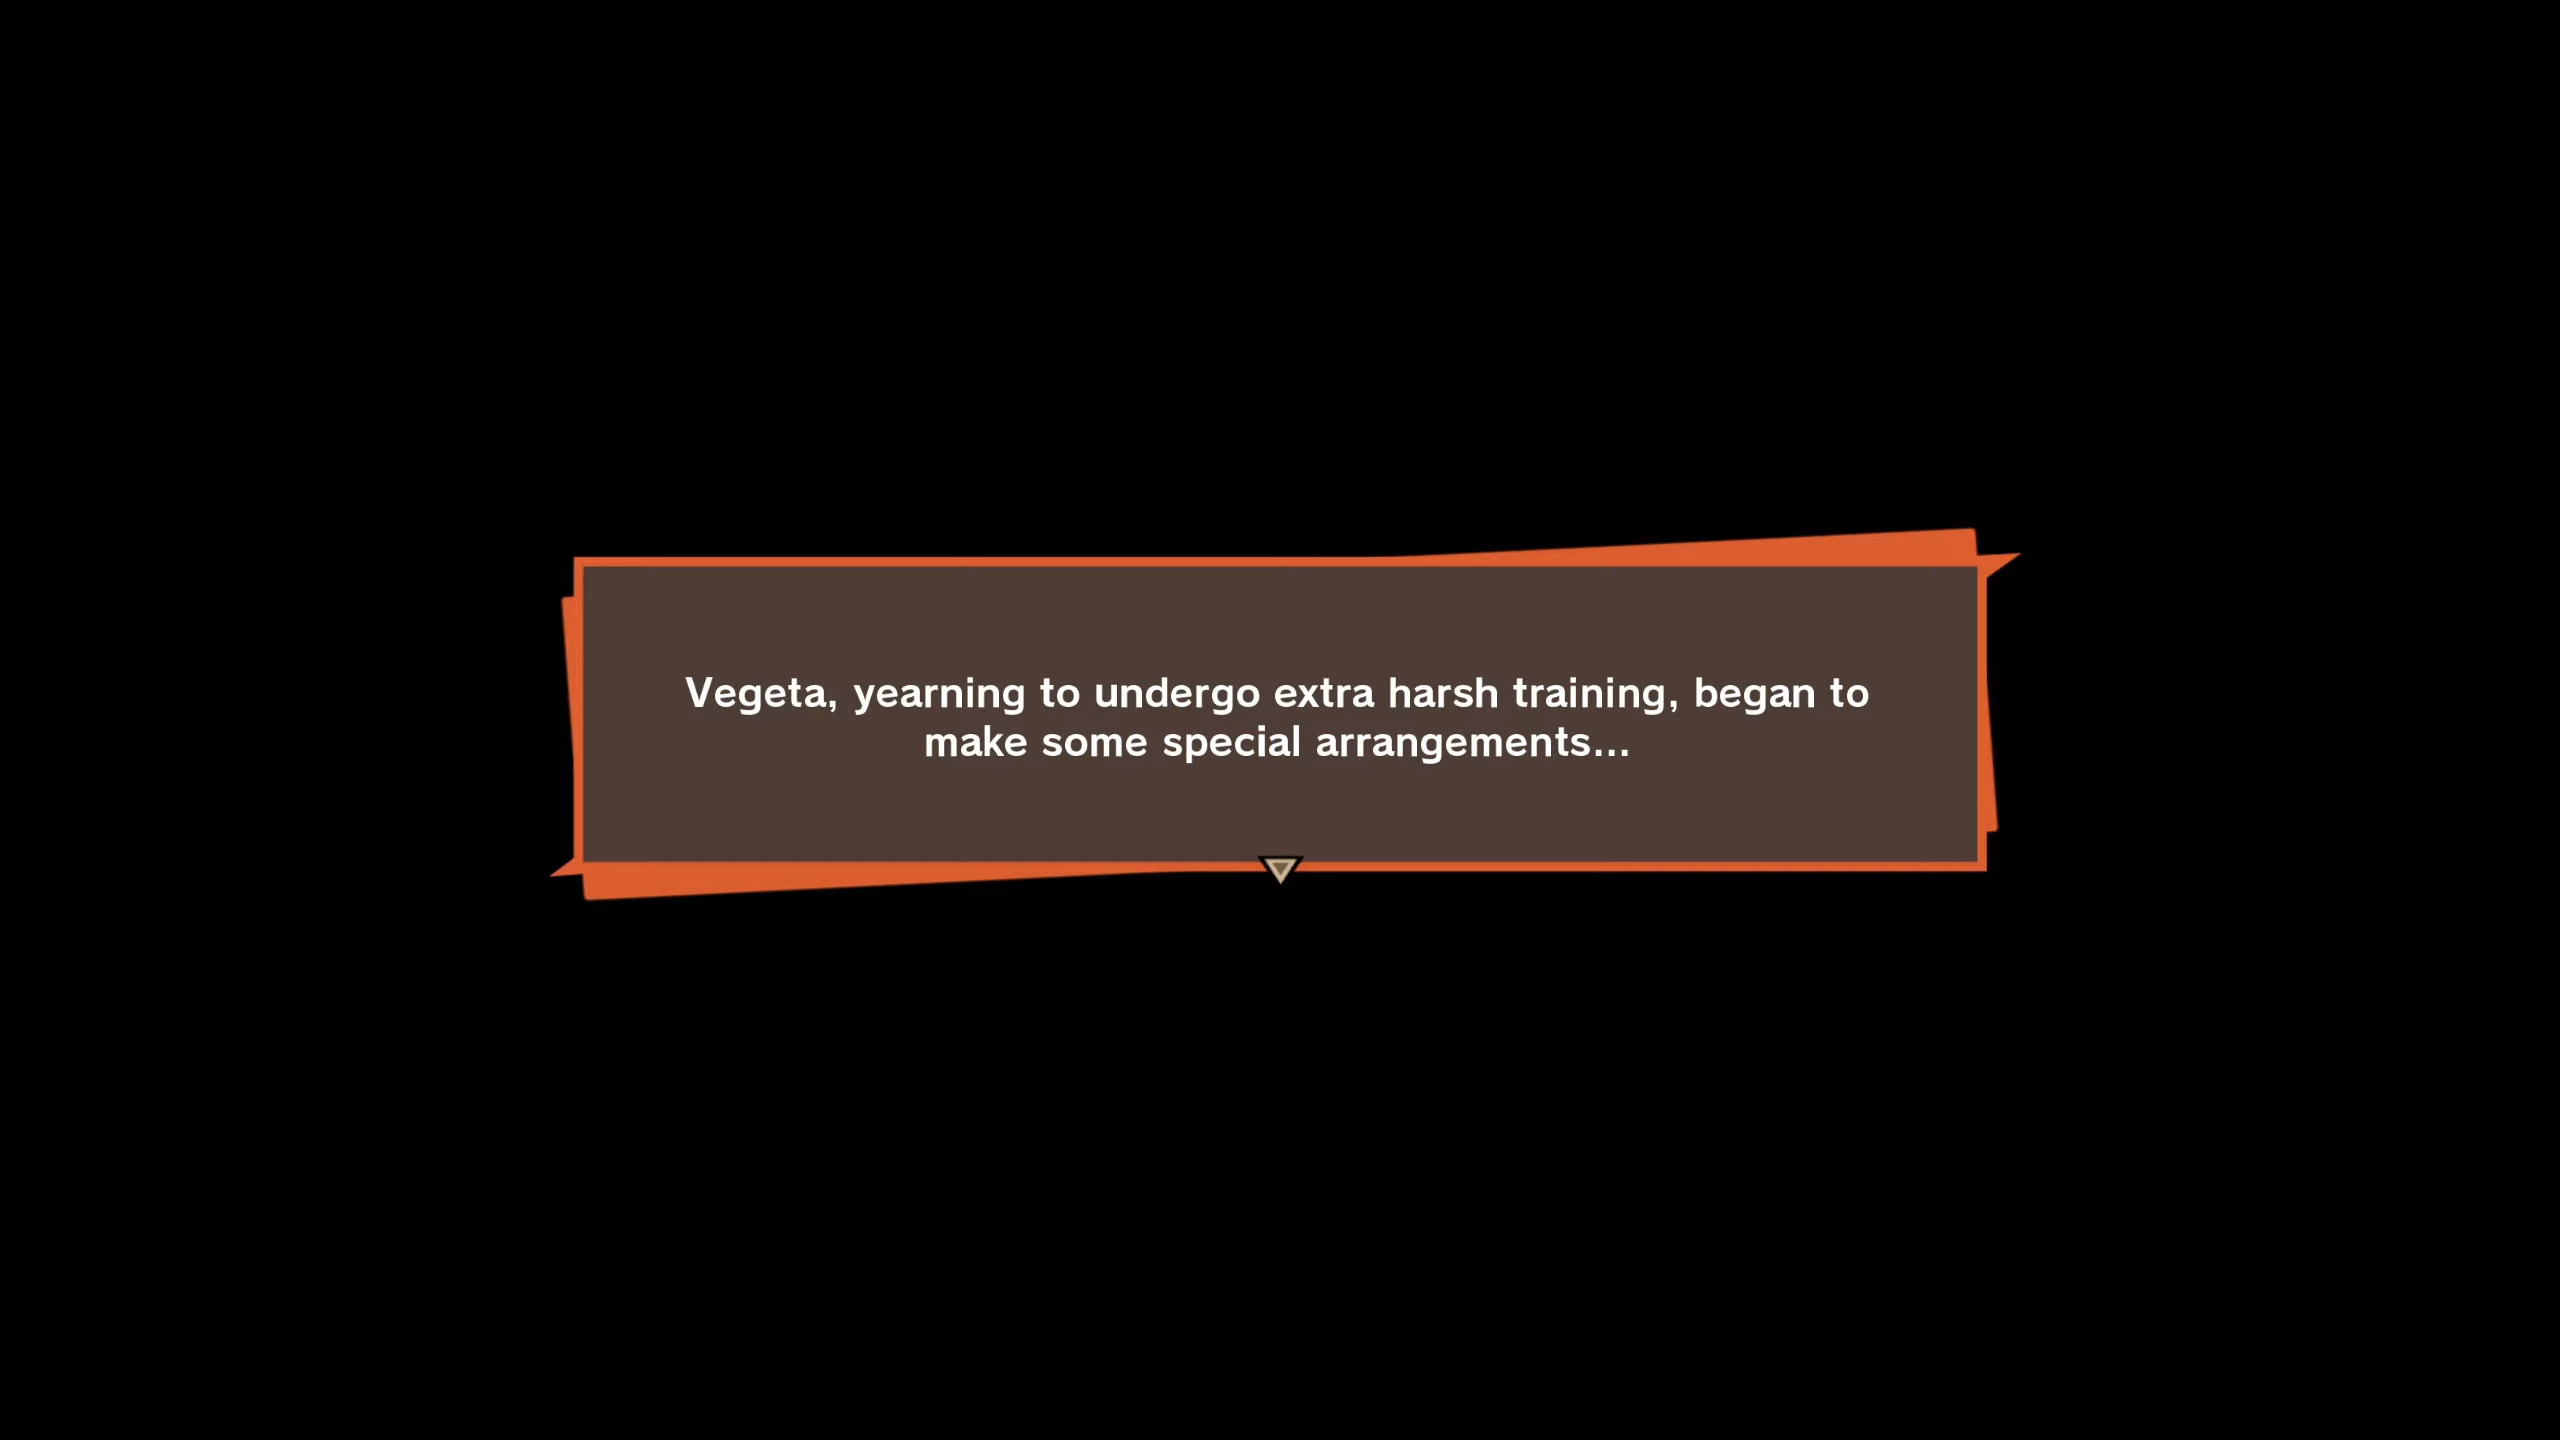 Vegeta, yearning to undergo extra harsh training, began to
make some special arrangements...